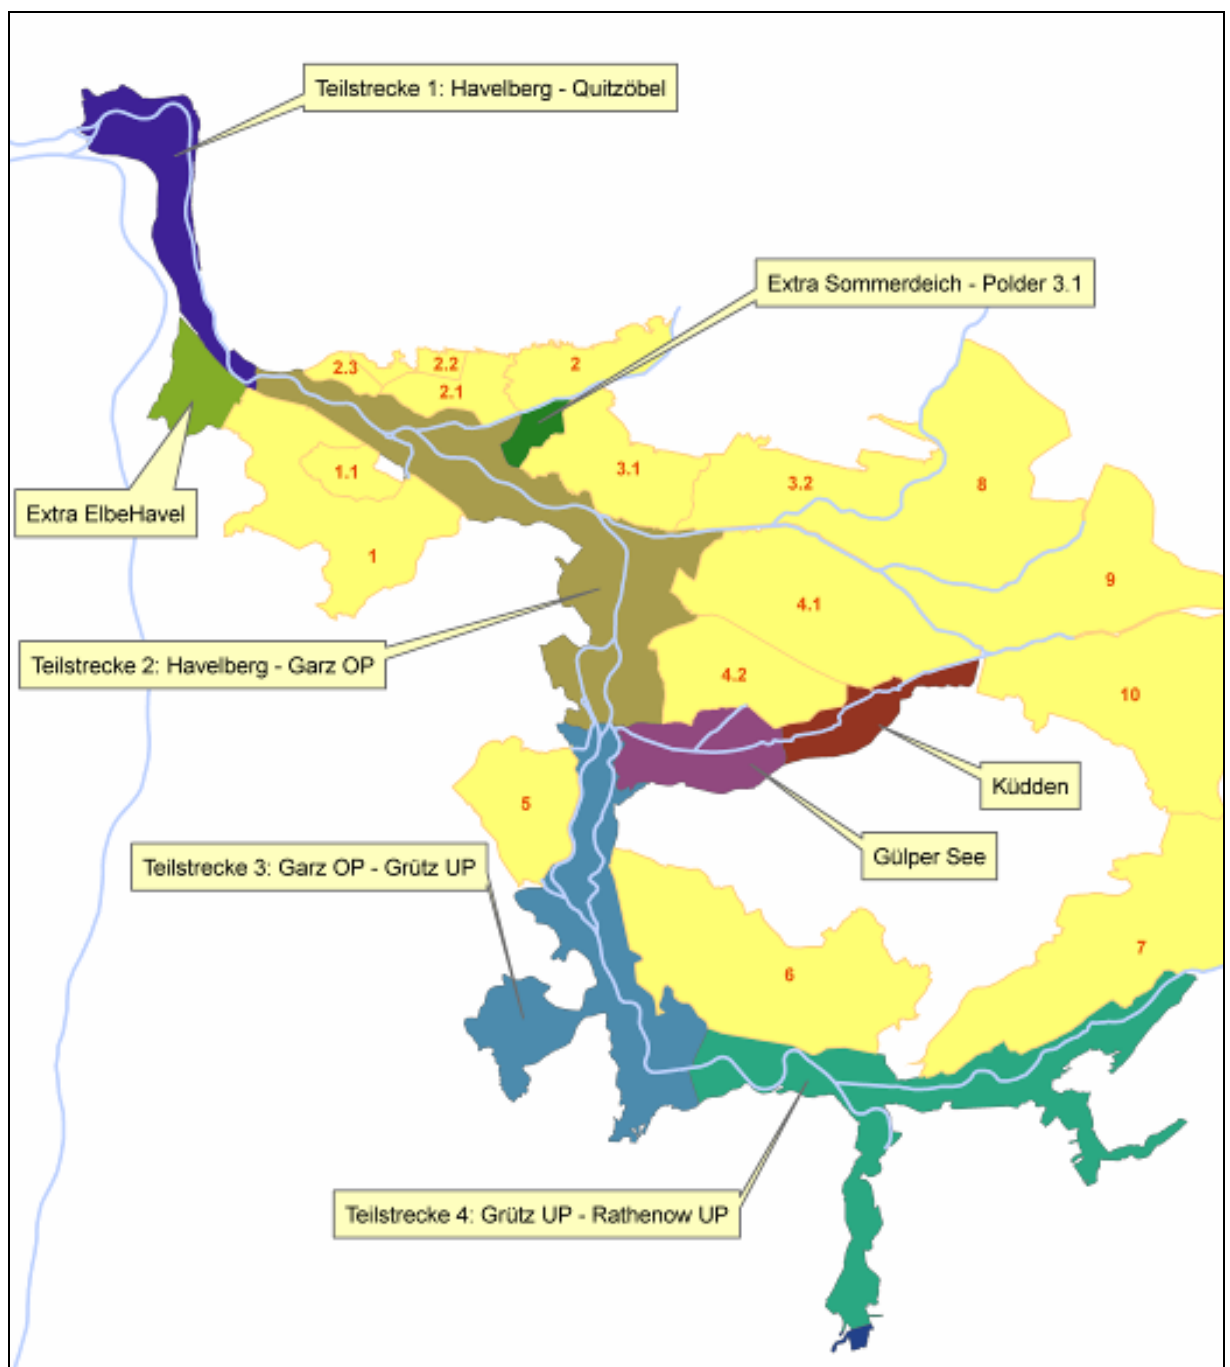 Teilstrecke 1: Havelberg - Quitzöbel
Extra Sommerdeich - Polder 3.1
2.3
2.2
2
2.1
3.1
1.1
3.2
8
Extra ElbeHavel
1
9
4.1
Teilstrecke 2: Havelberg - Garz OP
4.2
10
Küdden
5
Gülper See
Teilstrecke 3: Garz OP - Grütz UP
7
6
Teilstrecke 4: Grütz UP - Rathenow UP